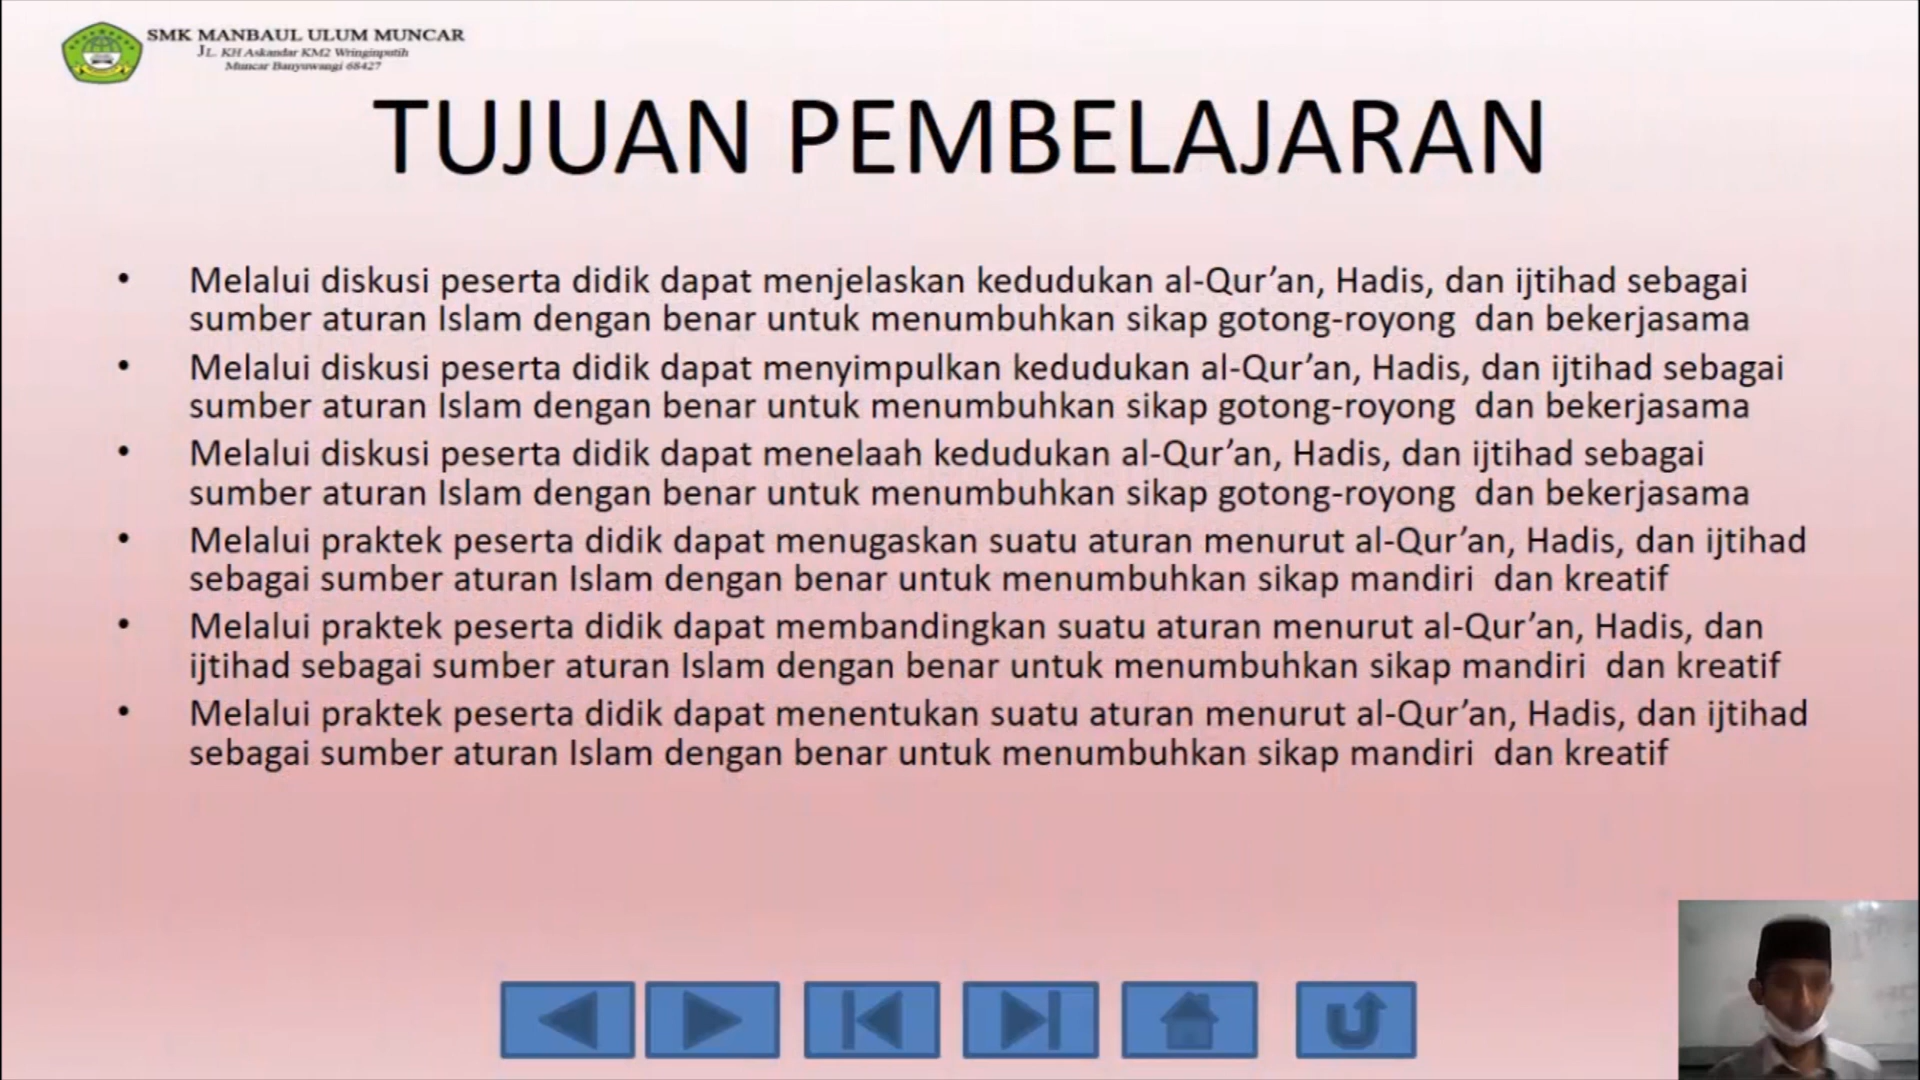 SMK MANBAUL ULUM MUNCAR
JL. KH Askandar KM2 Wringinputih
Muncar Banyuwangi 68427
TUJUAN PEMBELAJARAN
• Melalui diskusi peserta didik dapat menjelaskan kedudukan al-Qur’an, Hadis, dan ijtihad sebagai
sumber aturan Islam dengan benar untuk menumbuhkan sikap gotong-royong dan bekerjasama
• Melalui diskusi peserta didik dapat menyimpulkan kedudukan al-Qur’an, Hadis, dan ijtihad sebagai
sumber aturan Islam dengan benar untuk menumbuhkan sikap gotong-royong dan bekerjasama
• Melalui diskusi peserta didik dapat menelaah kedudukan al-Qur’an, Hadis, dan ijtihad sebagai
sumber aturan Islam dengan benar untuk menumbuhkan sikap gotong-royong dan bekerjasama
• Melalui praktek peserta didik dapat menugaskan suatu aturan menurut al-Qur’an, Hadis, dan ijtihad
sebagai sumber aturan Islam dengan benar untuk menumbuhkan sikap mandiri dan kreatif
• Melalui praktek peserta didik dapat membandingkan suatu aturan menurut al-Qur’an, Hadis, dan
ijtihad sebagai sumber aturan Islam dengan benar untuk menumbuhkan sikap mandiri dan kreatif
• Melalui praktek peserta didik dapat menentukan suatu aturan menurut al-Qur’an, Hadis, dan ijtihad
sebagai sumber aturan Islam dengan benar untuk menumbuhkan sikap mandiri dan kreatif